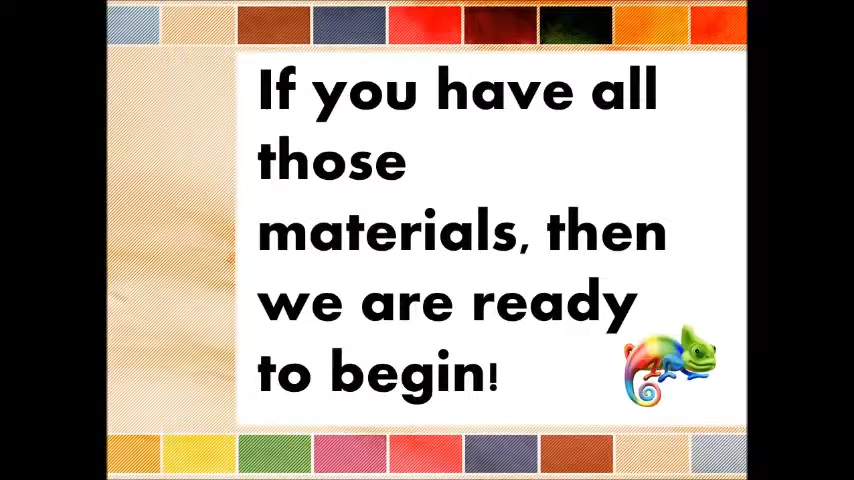 If you have all
those
materials, then
we are ready
to begin!